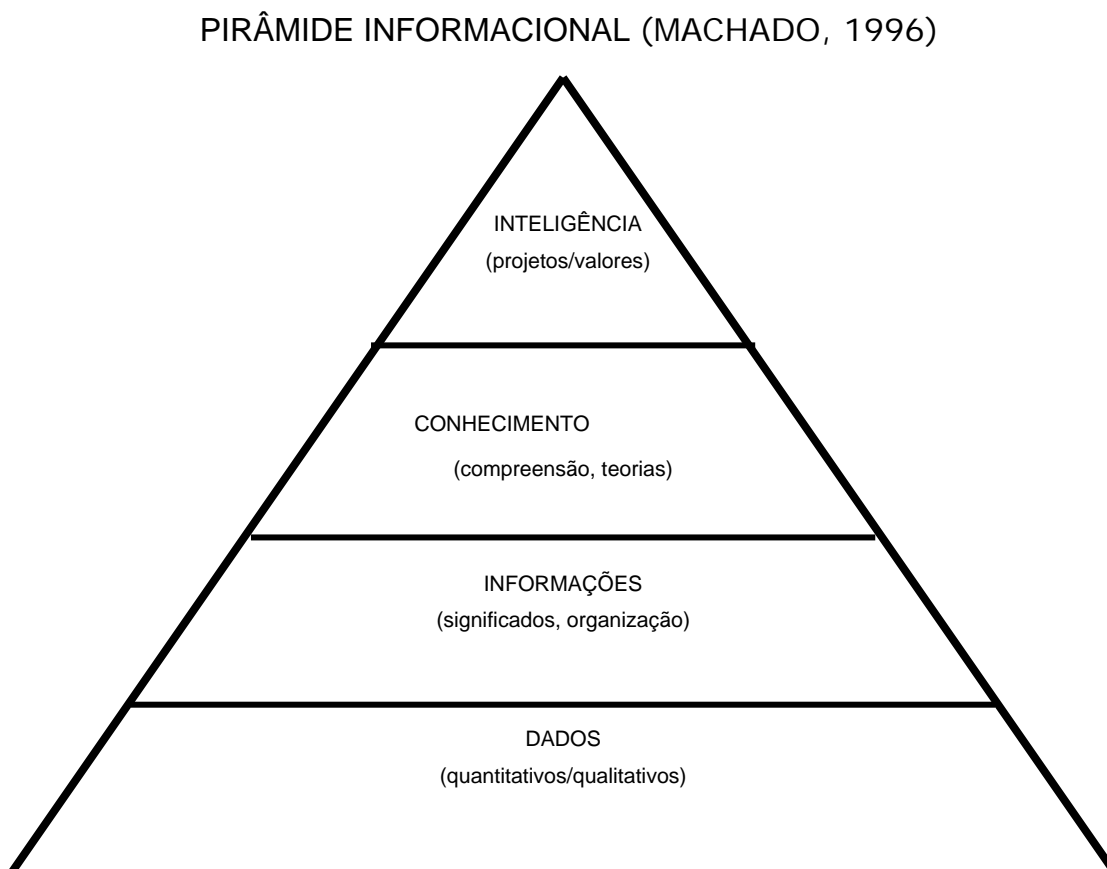 PIRÂMIDE INFORMACIONAL (MACHADO, 1996)
INTELIGÊNCIA
(projetos/valores)
CONHECIMENTO
(compreensão, teorias)
INFORMAÇÕES
(significados, organização)
DADOS
(quantitativos/qualitativos)